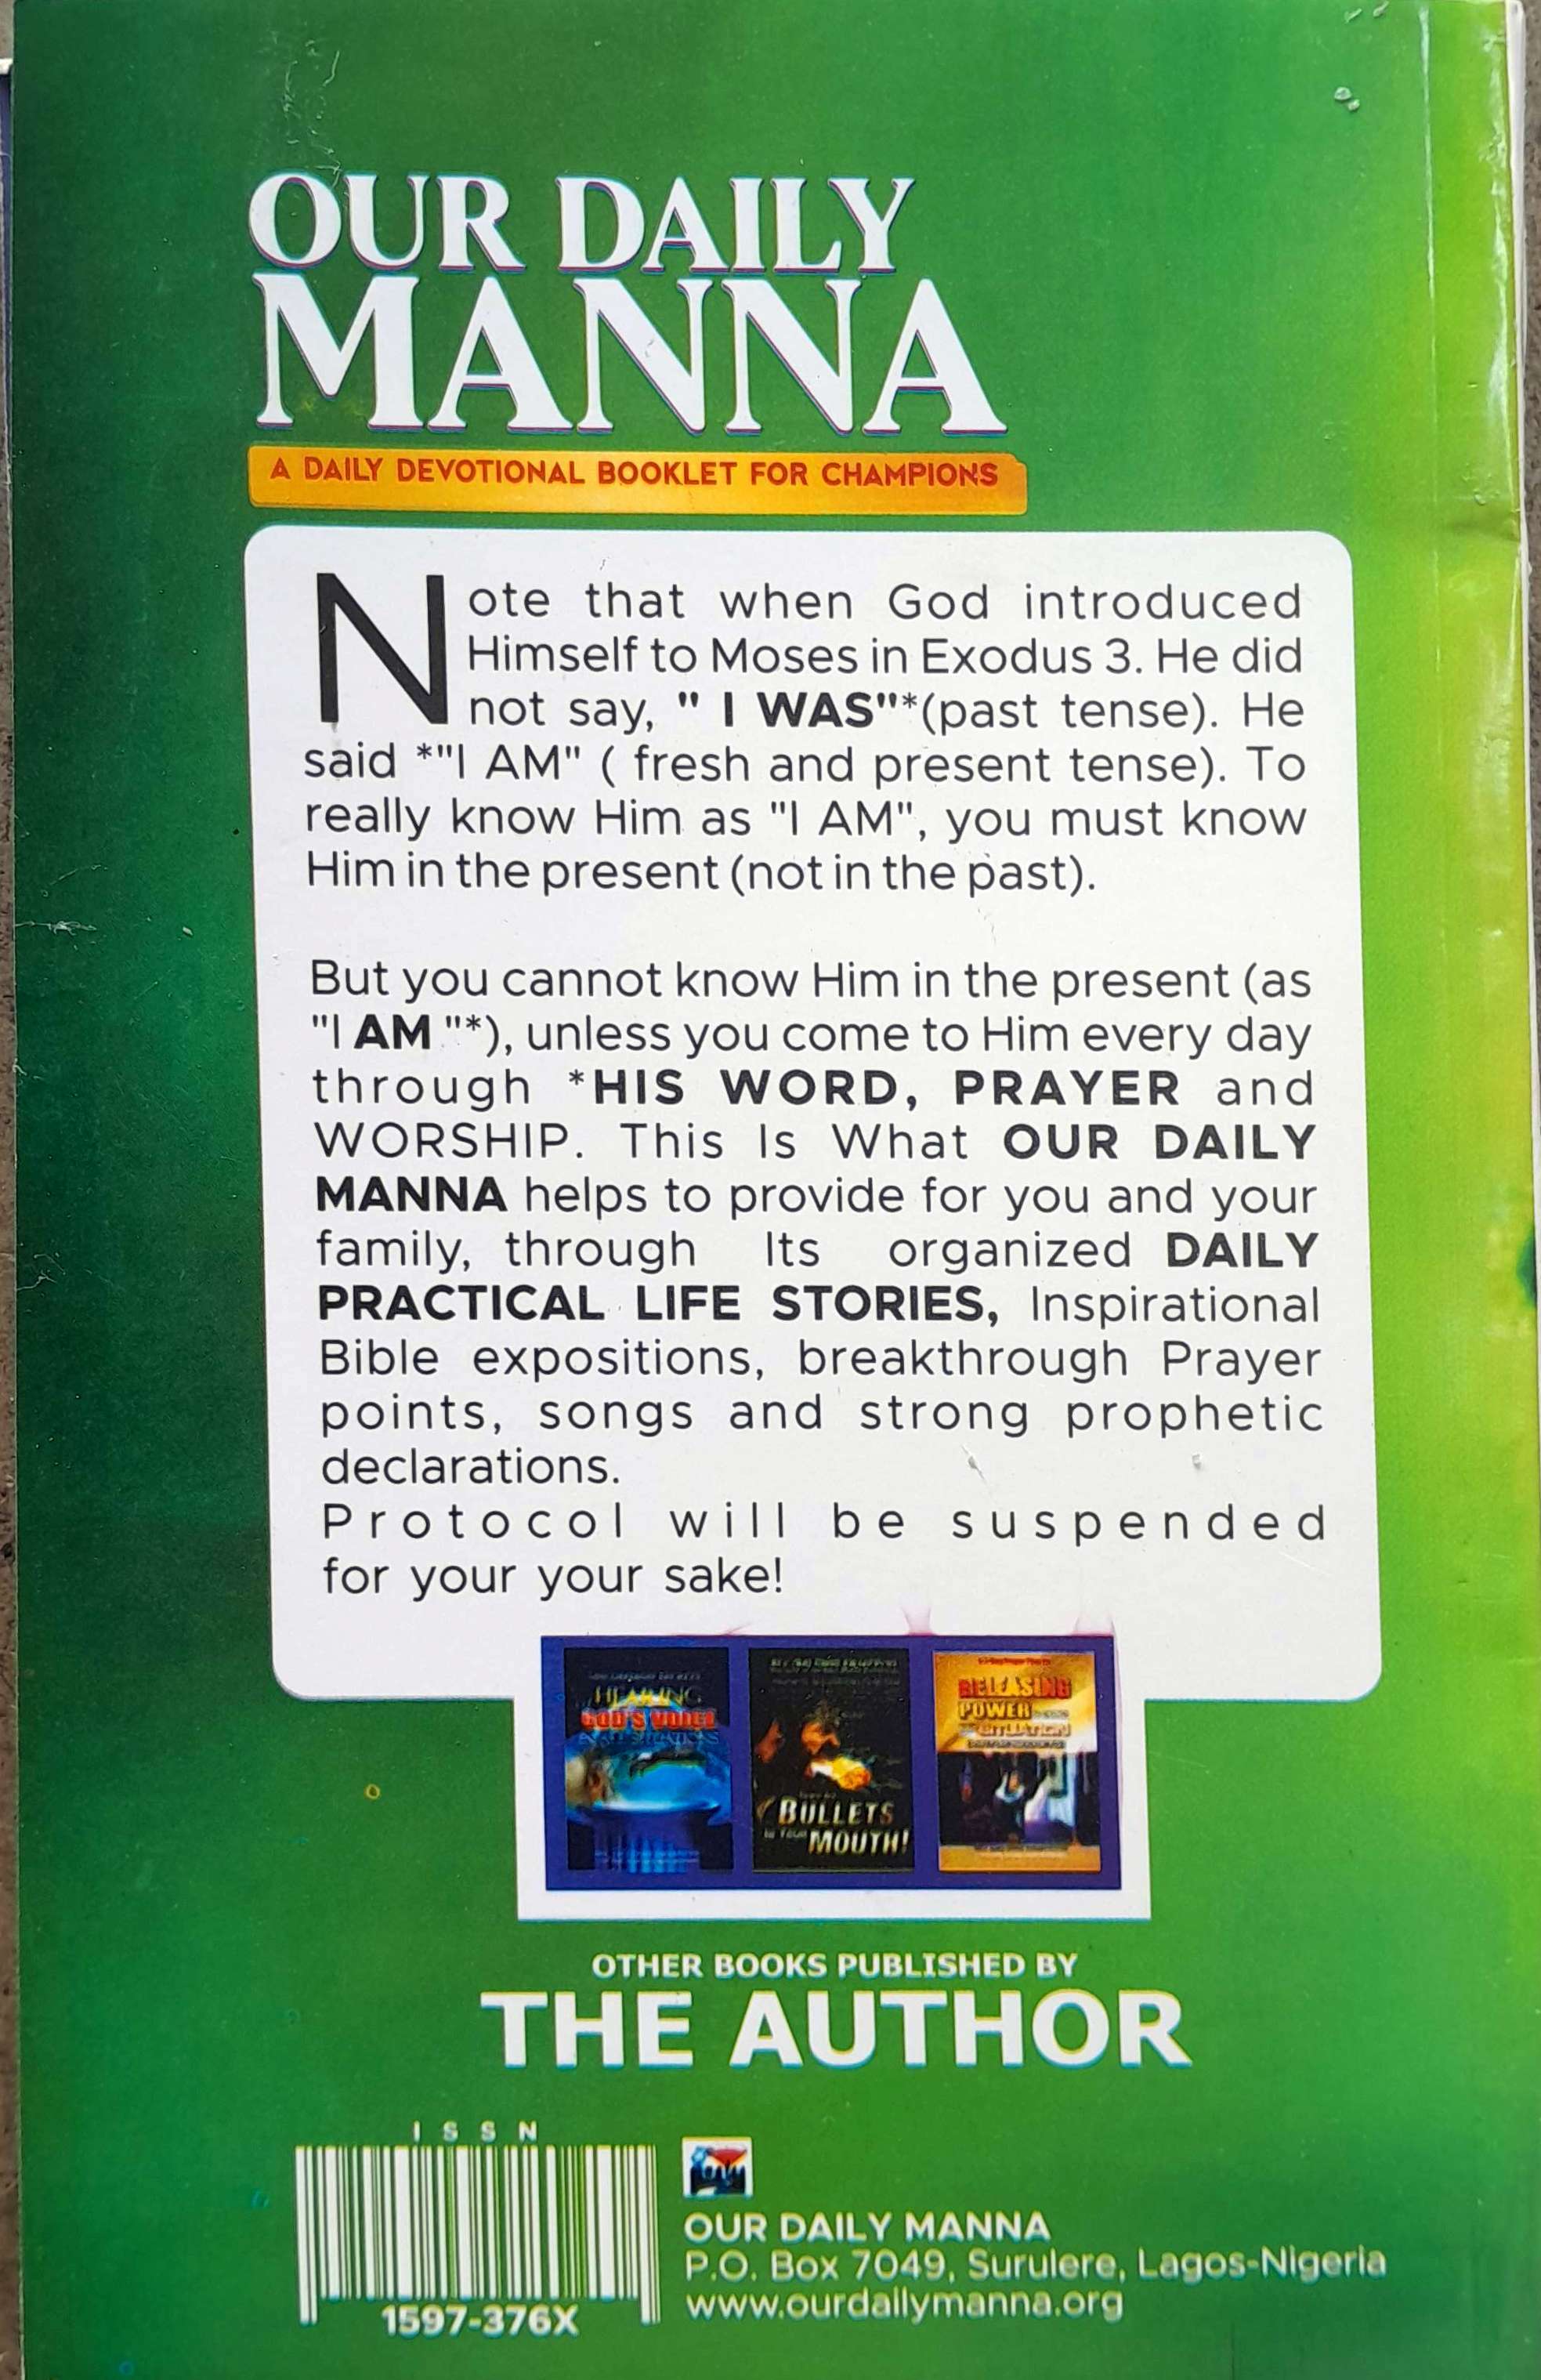 OUR DAILY
MANNA
A DAILY DEVOTIONAL BOOKLET FOR CHAMPIONS
Note that when God introduced
Himself to Moses in Exodus 3. He did
not say, " I WAS"*(past tense). He
said *"I AM" ( fresh and present tense). To
really know Him as "I AM", you must know
Him in the present (not in the past).
But you cannot know Him in the present (as
"I AM "*), unless you come to Him every day
through *HIS WORD, PRAYER and
WORSHIP. This Is What OUR DAILY
MANNA helps to provide for you and your
family, through Its organized DAILY
PRACTICAL LIFE STORIES, Inspirational
Bible expositions, breakthrough Prayer
points, songs and strong prophetic
declarations.
Protocol will be suspended
for your your sake!
HEARING
GOD'S VOICE
BULLETS
IN YOUR MOUTH!
RELEASING
POWER
SITUATION
OTHER BOOKS PUBLISHED BY
THE AUTHOR
ISSN
1597-376X
OUR DAILY MANNA
P.O. Box 7049, Surulere, Lagos-Nigeria
www.ourdailymanna.org